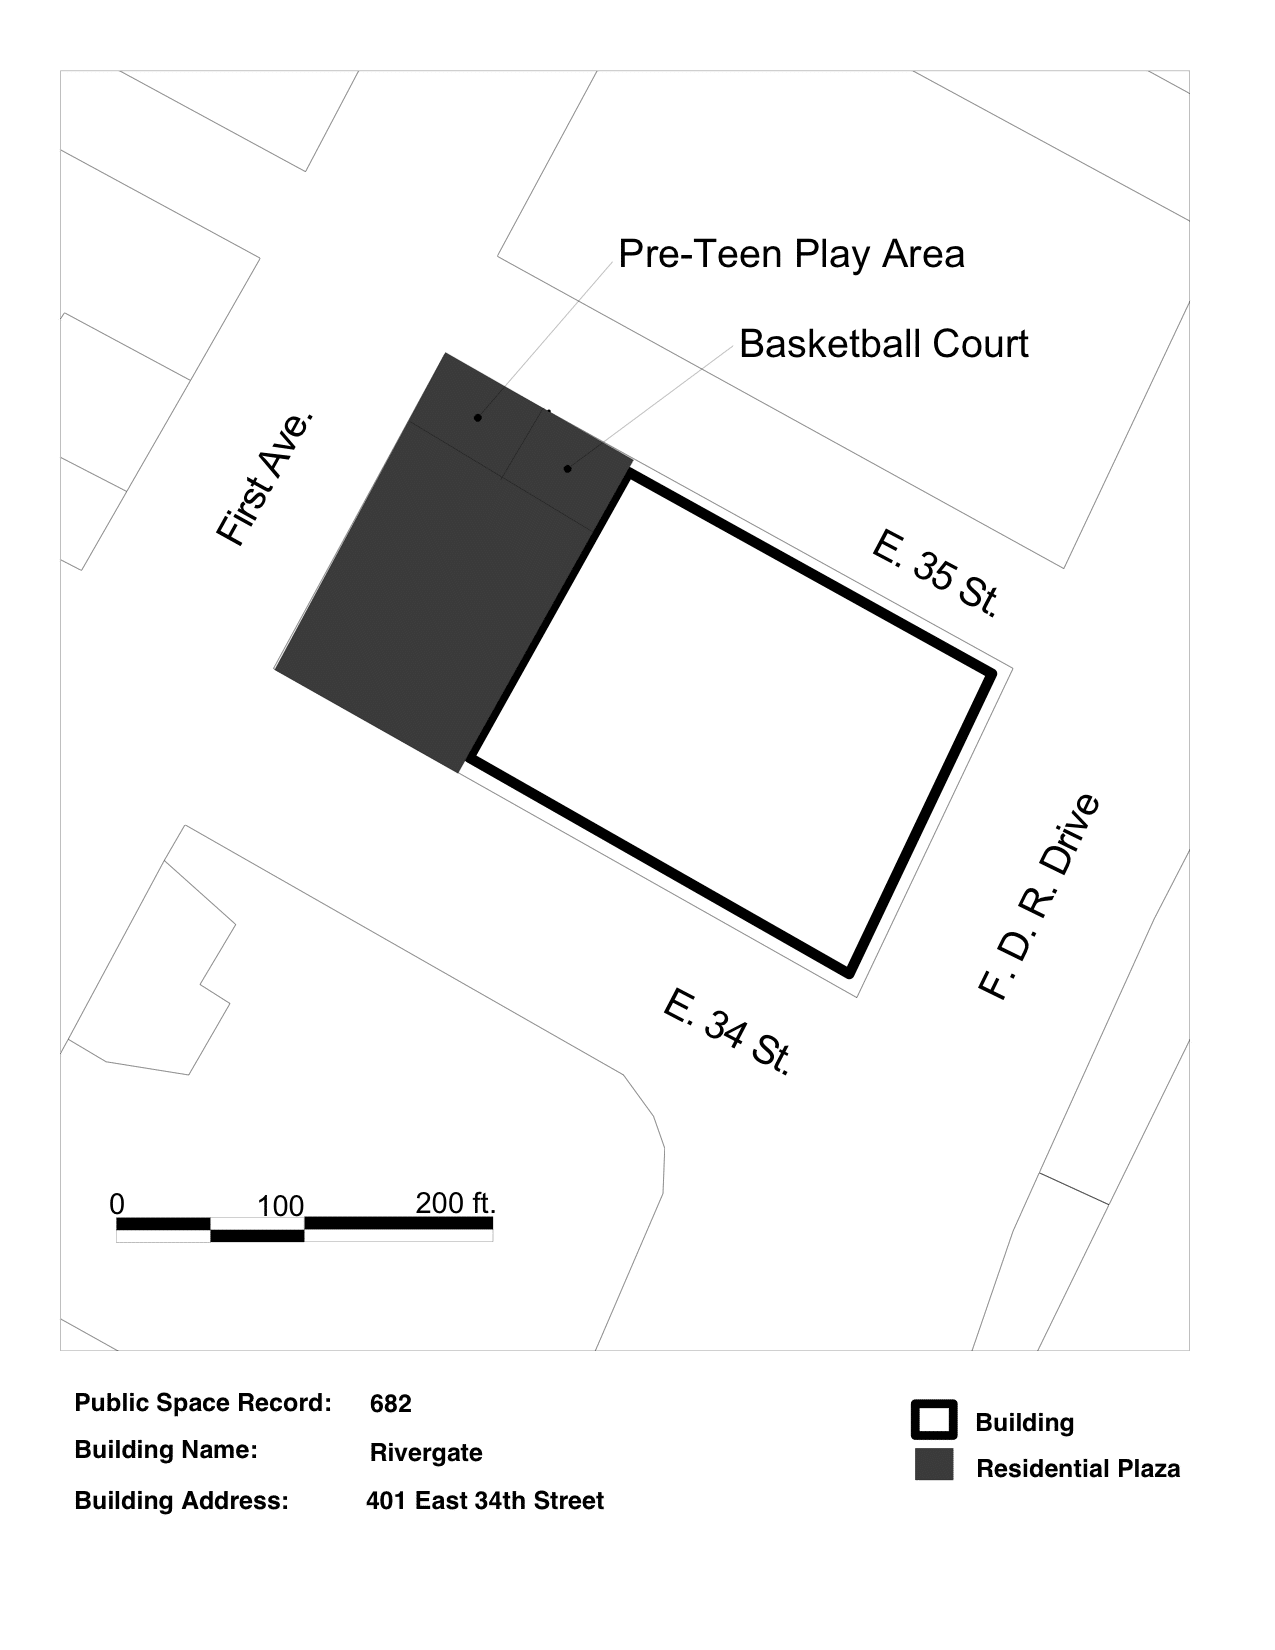 Pre-Teen Play Area
Basketball Court
First Ave.
E. 35 St.
F. D. R. Drive
E. 34 St.
0 100 200 ft.
Public Space Record: 682
Building Name: Rivergate
Building Address: 401 East 34th Street
Building
Residential Plaza